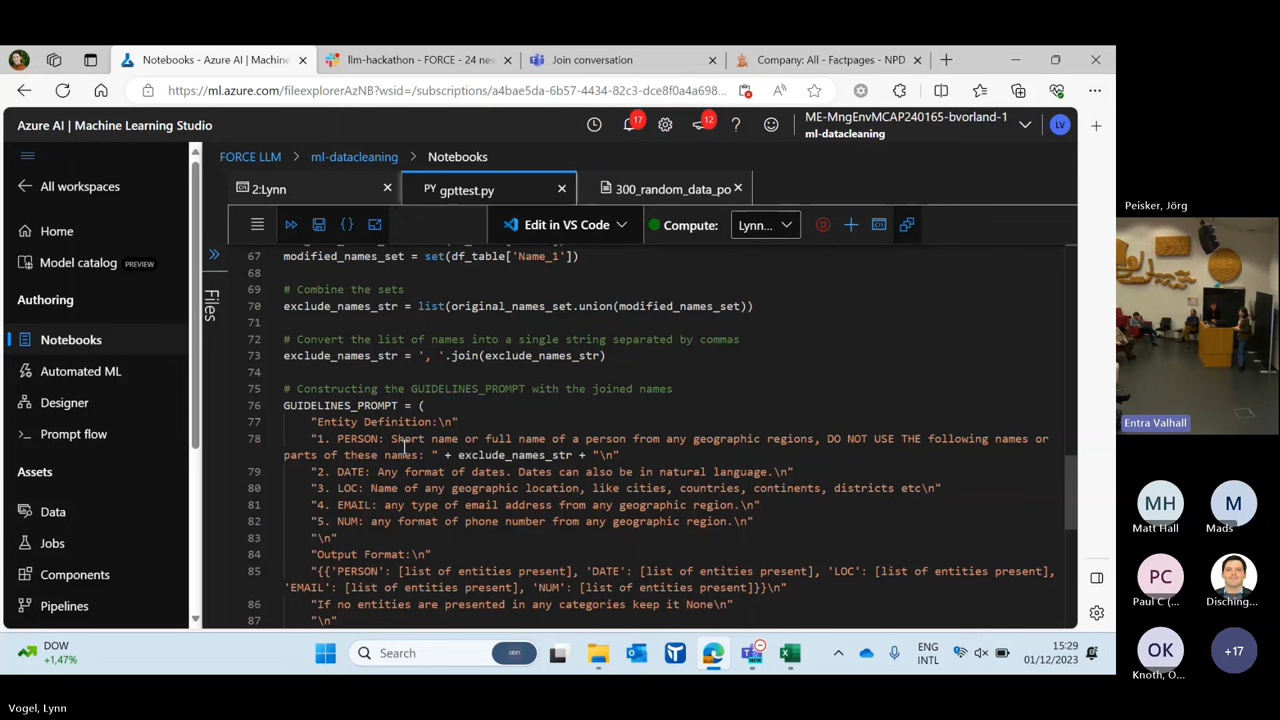 Notebooks - Azure AI | Machine
llm-hackathon - FORCE - 24 new
Join conversation
Company: All - Factpages - NPD
https://ml.azure.com/fileexplorerAzNB?wsid=/subscriptions/a4bae5da-6b57-4434-82c3-dce8f0a4a698...
Azure AI | Machine Learning Studio
17
12
ME-MngEnvMCAP240165-bvorland-1
ml-datacleaning
LV
All workspaces
Home
Model catalog PREVIEW
Authoring
Notebooks
Automated ML
Designer
Prompt flow
Assets
Data
Jobs
Components
Pipelines
FORCE LLM > ml-datacleaning > Notebooks
2:Lynn
PY gpttest.py
300_random_data_po
Edit in VS Code
Compute:
Lynn...
Files
67 modified_names_set = set(df_table['Name_1'])
68
69 # Combine the sets
70 exclude_names_str = list(original_names_set.union(modified_names_set))
71
72 # Convert the list of names into a single string separated by commas
73 exclude_names_str = ', '.join(exclude_names_str)
74
75 # Constructing the GUIDELINES_PROMPT with the joined names
76 GUIDELINES_PROMPT = (
77 "Entity Definition:\n"
78 "1. PERSON: Short name or full name of a person from any geographic regions, DO NOT USE THE following names or
parts of these names: " + exclude_names_str + "\n"
79 "2. DATE: Any format of dates. Dates can also be in natural language.\n"
80 "3. LOC: Name of any geographic location, like cities, countries, continents, districts etc\n"
81 "4. EMAIL: any type of email address from any geographic region.\n"
82 "5. NUM: any format of phone number from any geographic region.\n"
83 "\n"
84 "Output Format:\n"
85 "{{'PERSON': [list of entities present], 'DATE': [list of entities present], 'LOC': [list of entities present],
'EMAIL': [list of entities present], 'NUM': [list of entities present]}}\n"
86 "If no entities are presented in any categories keep it None\n"
87 "\n"
DOW
+1,47%
Search
NEW
ENG
INTL
15:29
01/12/2023
Vogel, Lynn
Peisker, Jörg
Entra Valhall
MH
Matt Hall
M
Mads
PC
Paul C (...
Disching...
OK
Knoth, O...
+17